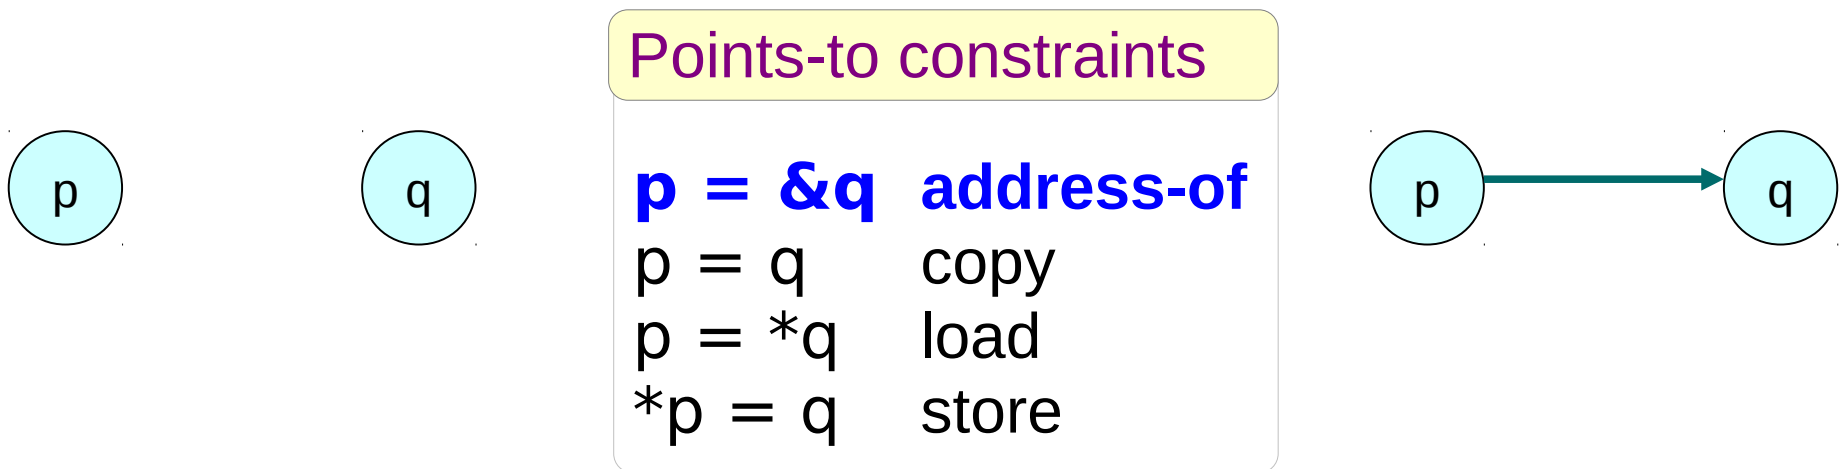 Points-to constraints
p
q
p = &q address-of
p = q copy
p = *q load
*p = q store
p
q